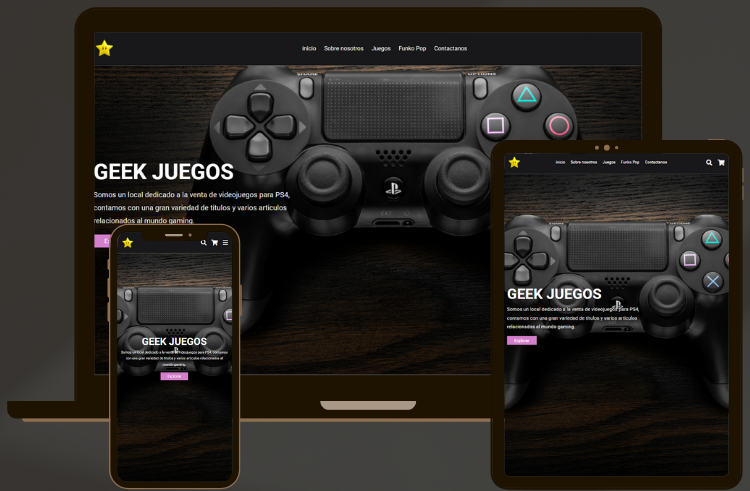 Inicio Sobre nosotros Juegos Funko Pop Contactanos
SHARE OPTIONS
GEEK JUEGOS
Somos un local dedicado a la venta de videojuegos para PS4,
contamos con una gran variedad de titulos y varios articulos
relacionados al mundo gaming.
Inicio Sobre nosotros Juegos Funko Pop Contactanos
GEEK JUEGOS
Somos un local dedicado a la venta de videojuegos para PS4,
contamos con una gran variedad de titulos y varios articulos
relacionados al mundo gaming.
Explorar
GEEK JUEGOS
Somos un local dedicado a la venta de videojuegos para PS4, contamos
con una gran variedad de titulos y varios articulos relacionados al
mundo gaming.
Explorar